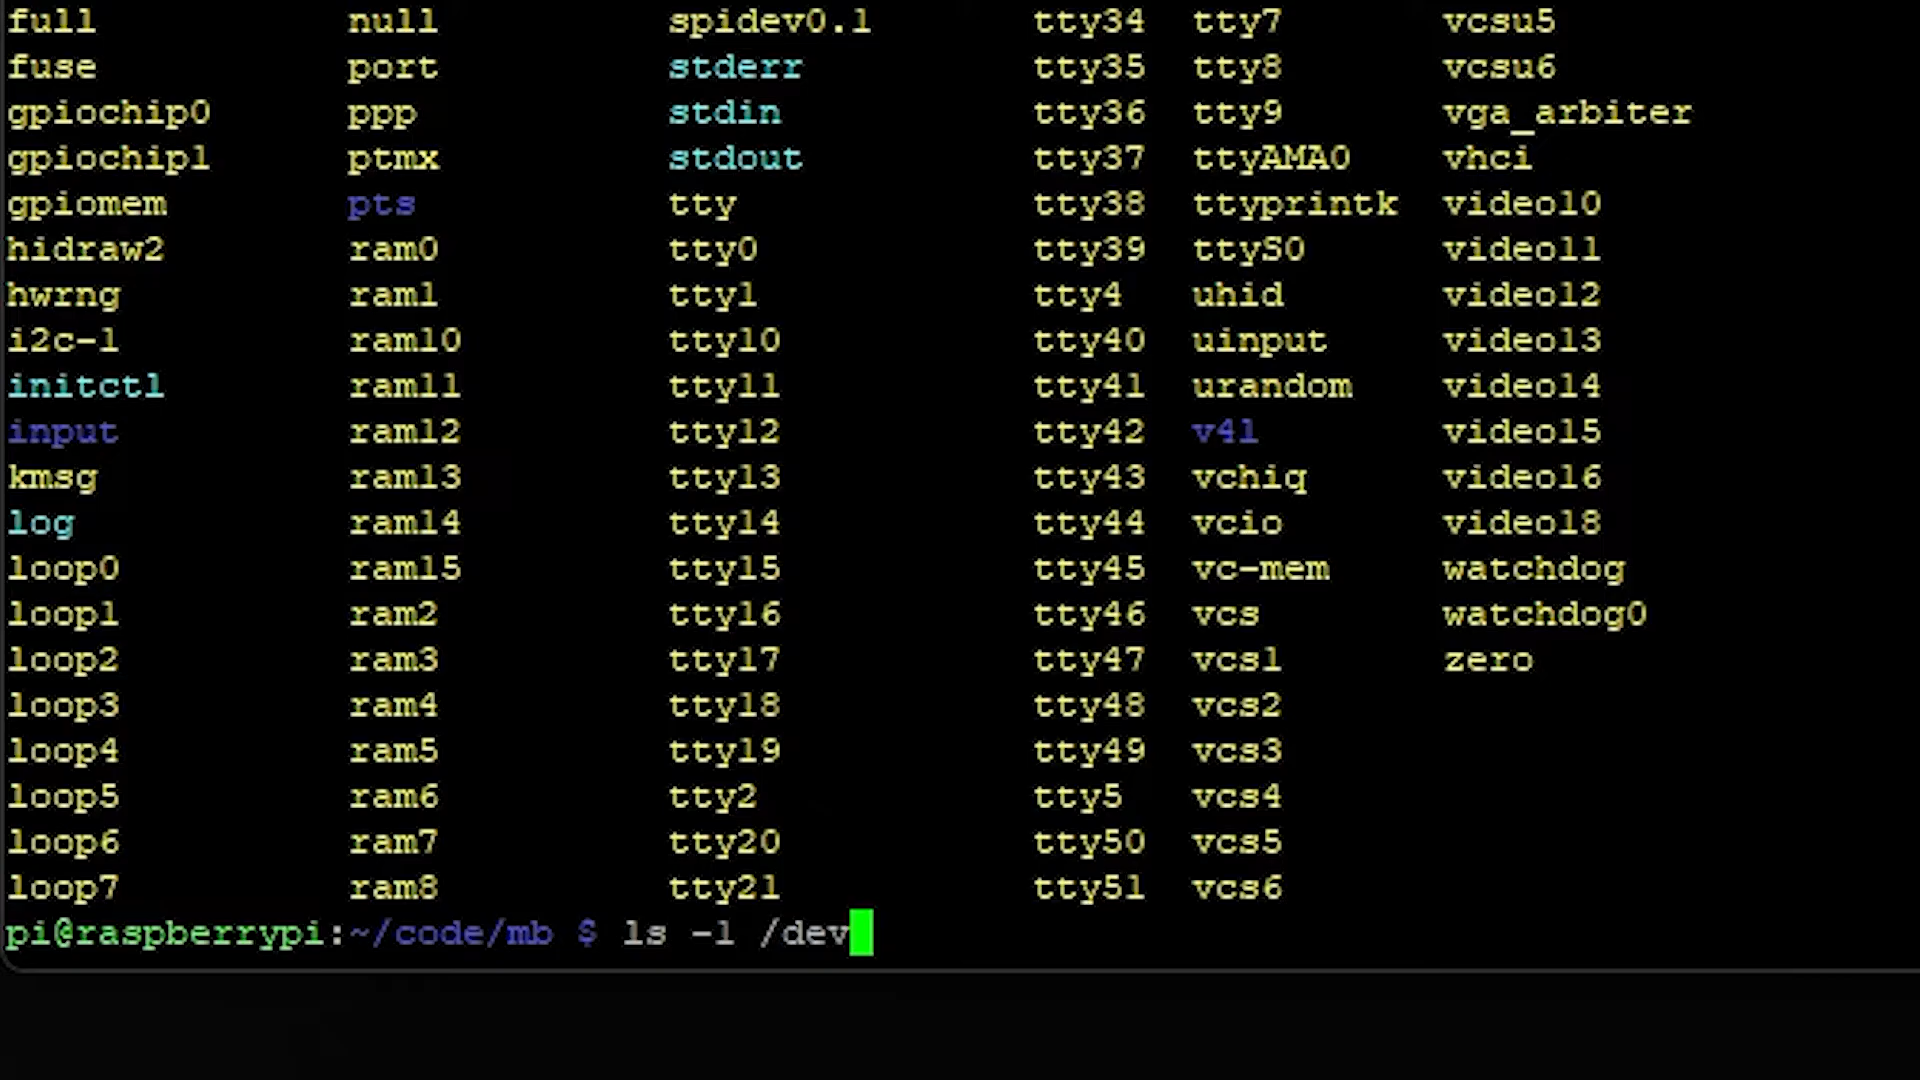 full null spidev0.1 tty34 tty7 vcsu5
fuse port stderr tty35 tty8 vcsu6
gpiochip0 ppp stdin tty36 tty9 vga_arbiter
gpiochip1 ptmx stdout tty37 ttyAMA0 vhci
gpiomem pts tty tty38 ttyprintk video10
hidraw2 ram0 tty0 tty39 ttyS0 video11
hwrng ram1 tty1 tty4 uhid video12
i2c-1 ram10 tty10 tty40 uinput video13
initctl ram11 tty11 tty41 urandom video14
input ram12 tty12 tty42 v4l video15
kmsg ram13 tty13 tty43 vchiq video16
log ram14 tty14 tty44 vcio video18
loop0 ram15 tty15 tty45 vc-mem watchdog
loop1 ram2 tty16 tty46 vcs watchdog0
loop2 ram3 tty17 tty47 vcs1 zero
loop3 ram4 tty18 tty48 vcs2
loop4 ram5 tty19 tty49 vcs3
loop5 ram6 tty2 tty5 vcs4
loop6 ram7 tty20 tty50 vcs5
loop7 ram8 tty21 tty51 vcs6
pi@raspberrypi:~/code/mb $ ls -l /dev